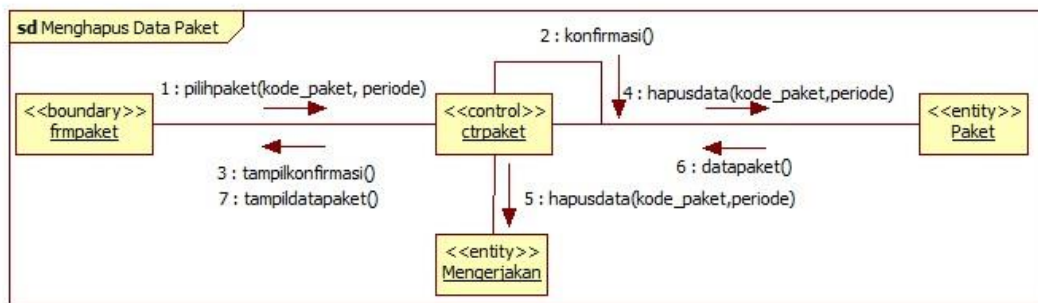 sd Menghapus Data Paket
2 : konfirmasi()
1 : pilihpaket(kode_paket, periode)
4 : hapusdata(kode_paket,periode)
<<boundary>>
frmpaket
<<control>>
ctrpaket
<<entity>>
Paket
3 : tampilkonfirmasi()
7 : tampildatapaket()
6 : datapaket()
5 : hapusdata(kode_paket,periode)
<<entity>>
Mengerjakan